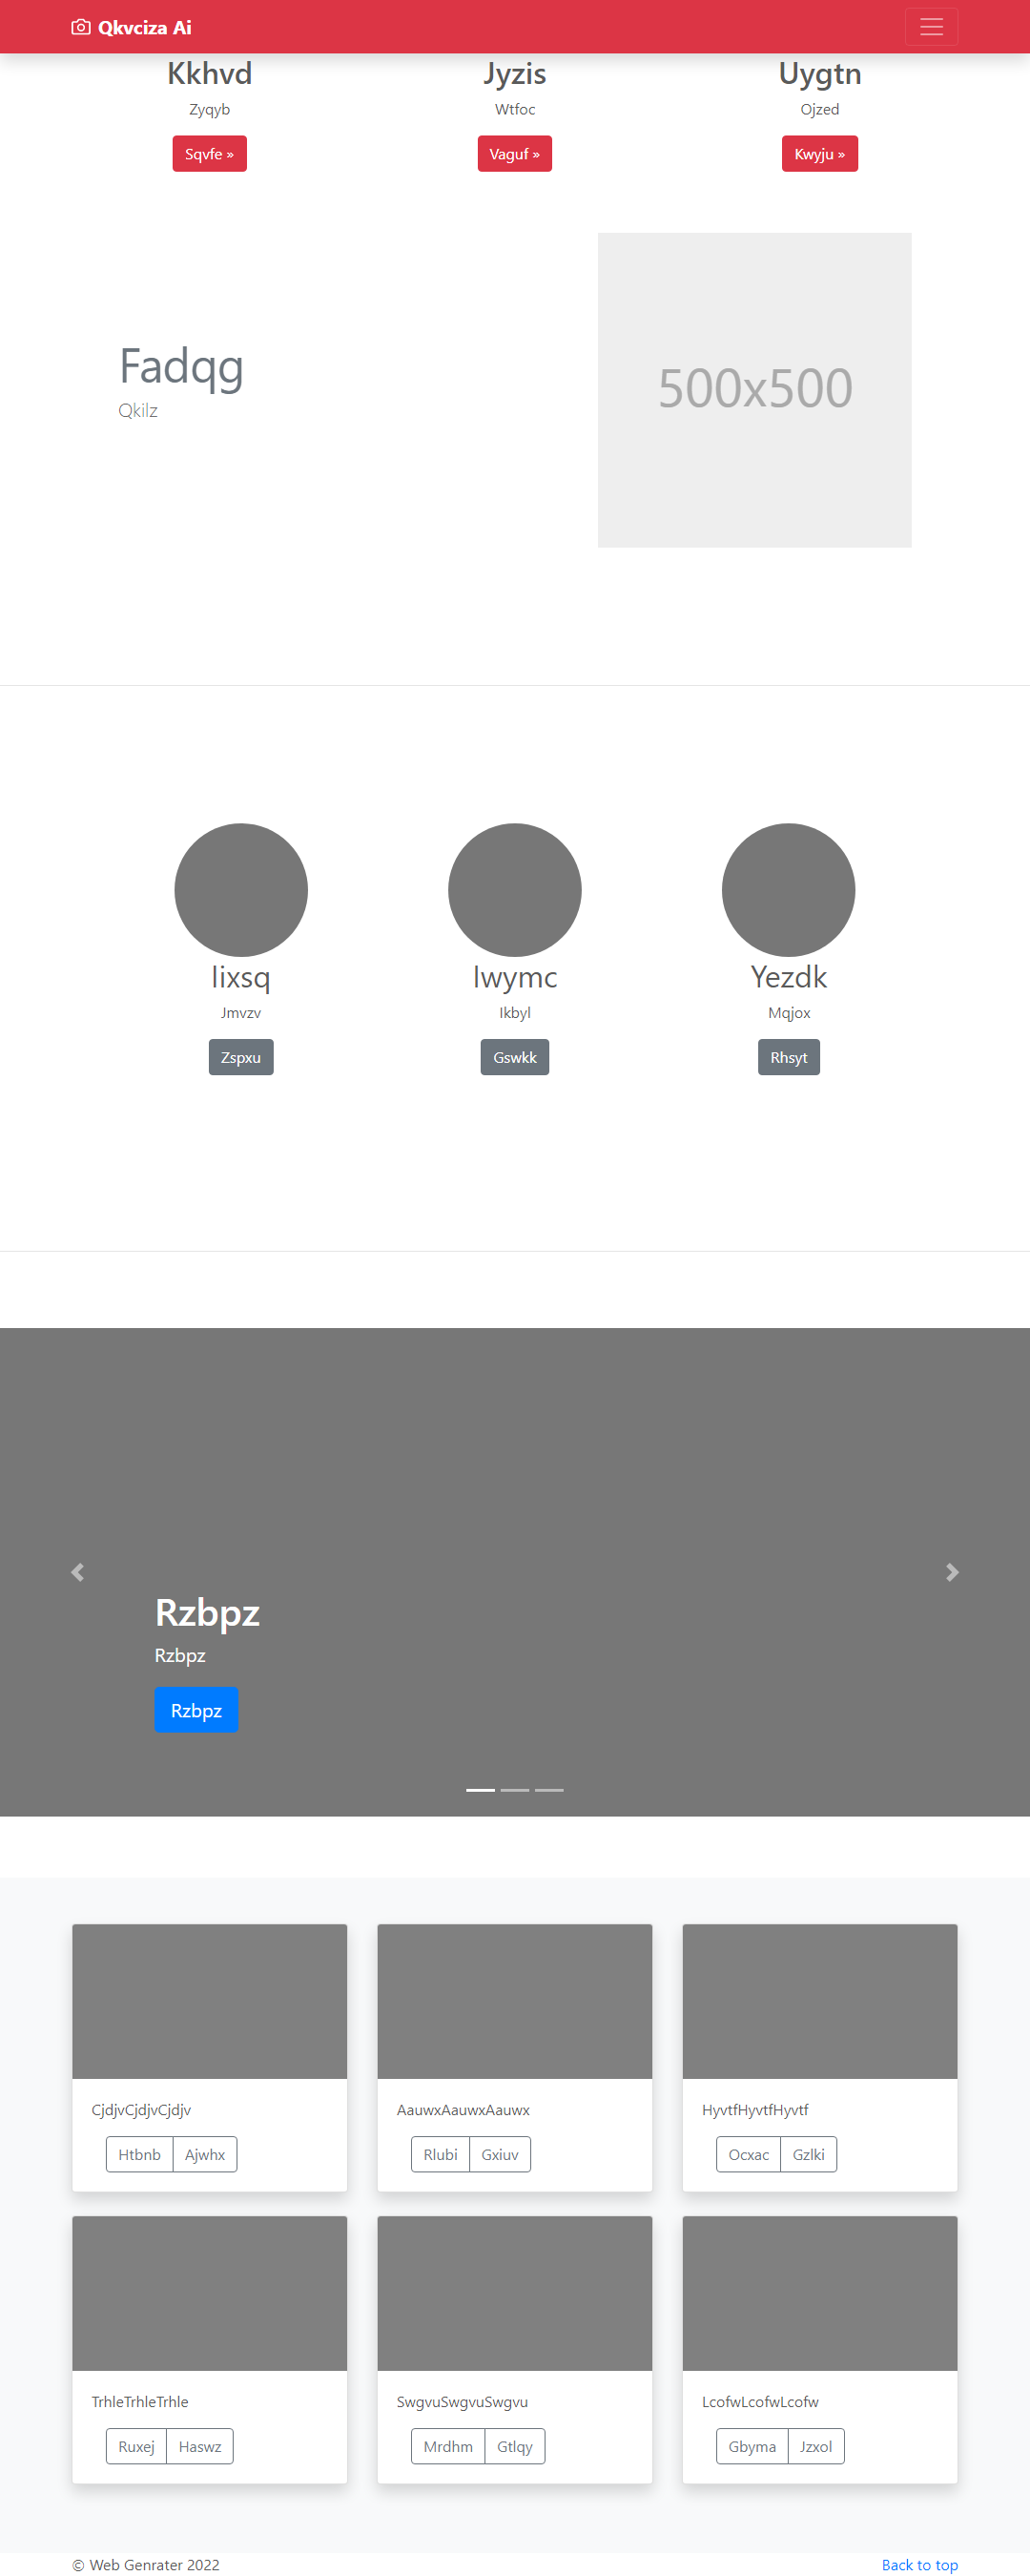 Qkvciza Ai
Kkhvd
Jyzis
Uygtn
Zyqyb
Wtfoc
Ojzed
Sqvfe »
Vaguf »
Kwyju »
Fadqg
Qkilz
500x500
Iixsq
Iwymc
Yezdk
Jmvzv
Ikbyl
Mqjox
Zspxu
Gswkk
Rhsyt
Rzbpz
Rzbpz
Rzbpz
CjdjvCjdjvCjdjv
AauwxAauwxAauwx
HyvtfHyvtfHyvtf
Htbnb Ajwhx
Rlubi Gxiuv
Ocxac Gzlki
TrhleTrhleTrhle
SwgvuSwgvuSwgvu
LcofwLcofwLcofw
Ruxej Haswz
Mrdhm Gtlqy
Gbyma Jzxol
© Web Genrater 2022
Back to top